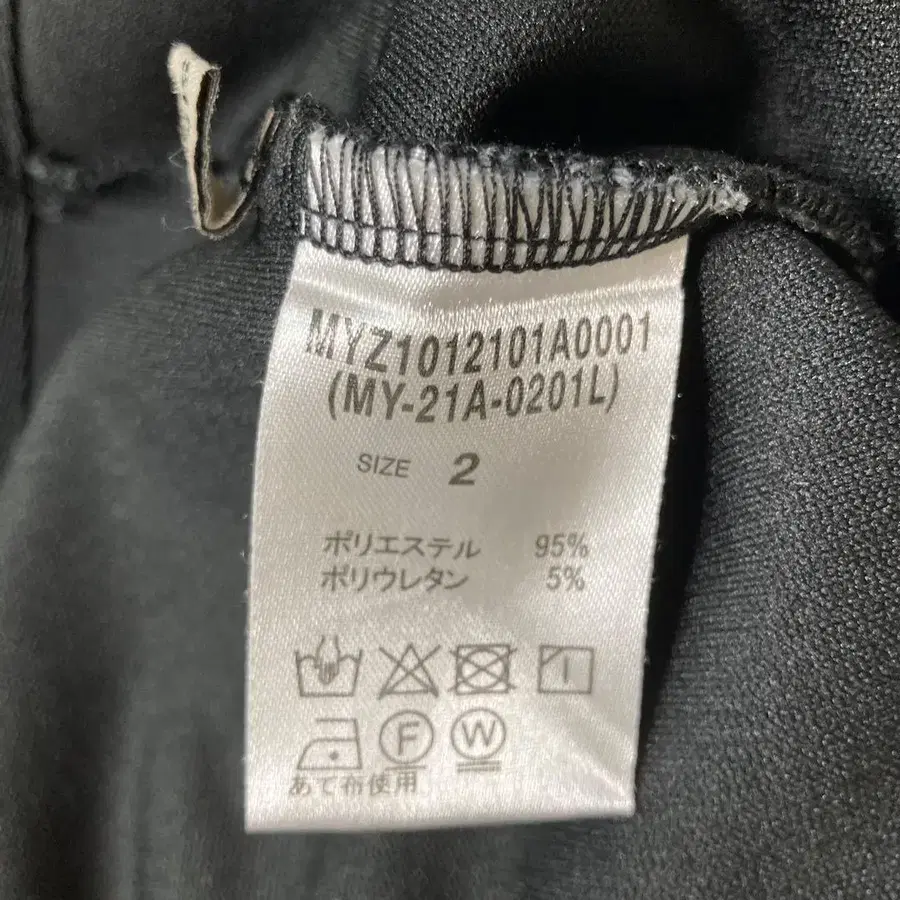 MYZ1012101A0001
(MY-21A-0201L)
SIZE 2
ポリエステル 95%
ポリウレタン 5%
F W
あて布使用